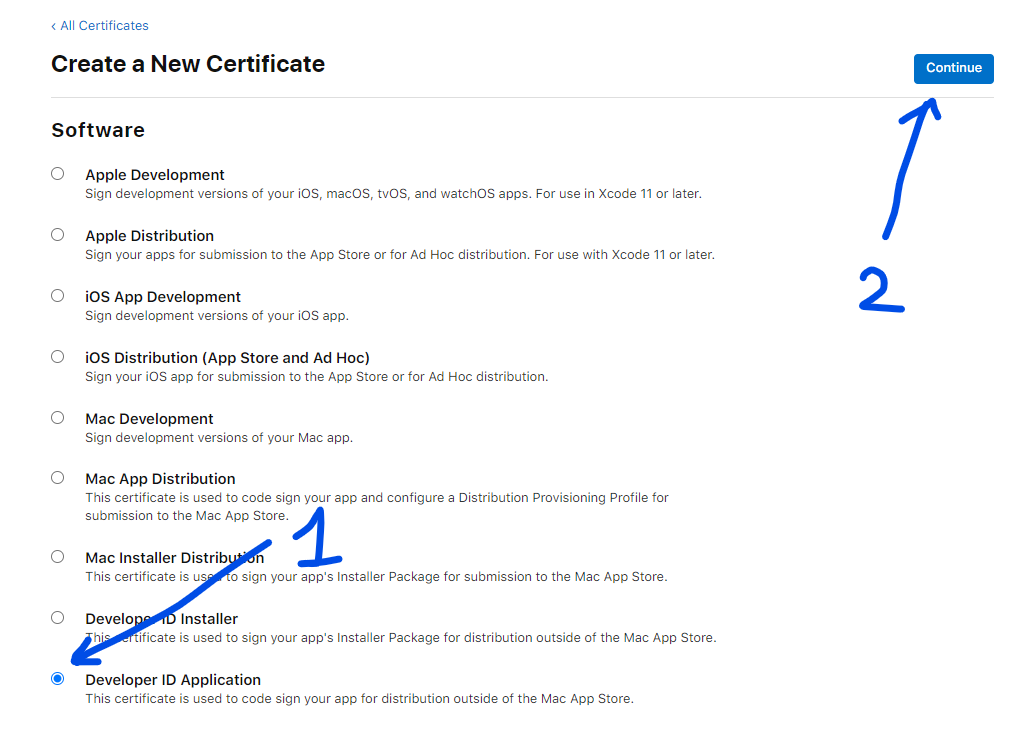 ‹ All Certificates
Create a New Certificate
Continue
Software
Apple Development
Sign development versions of your iOS, macOS, tvOS, and watchOS apps. For use in Xcode 11 or later.
Apple Distribution
Sign your apps for submission to the App Store or for Ad Hoc distribution. For use with Xcode 11 or later.
2
iOS App Development
Sign development versions of your iOS app.
iOS Distribution (App Store and Ad Hoc)
Sign your iOS app for submission to the App Store or for Ad Hoc distribution.
Mac Development
Sign development versions of your Mac app.
Mac App Distribution
This certificate is used to code sign your app and configure a Distribution Provisioning Profile for
submission to the Mac App Store.
1
Mac Installer Distribution
This certificate is used to sign your app's Installer Package for submission to the Mac App Store.
Developer ID Installer
This certificate is used to sign your app's Installer Package for distribution outside of the Mac App Store.
Developer ID Application
This certificate is used to code sign your app for distribution outside of the Mac App Store.